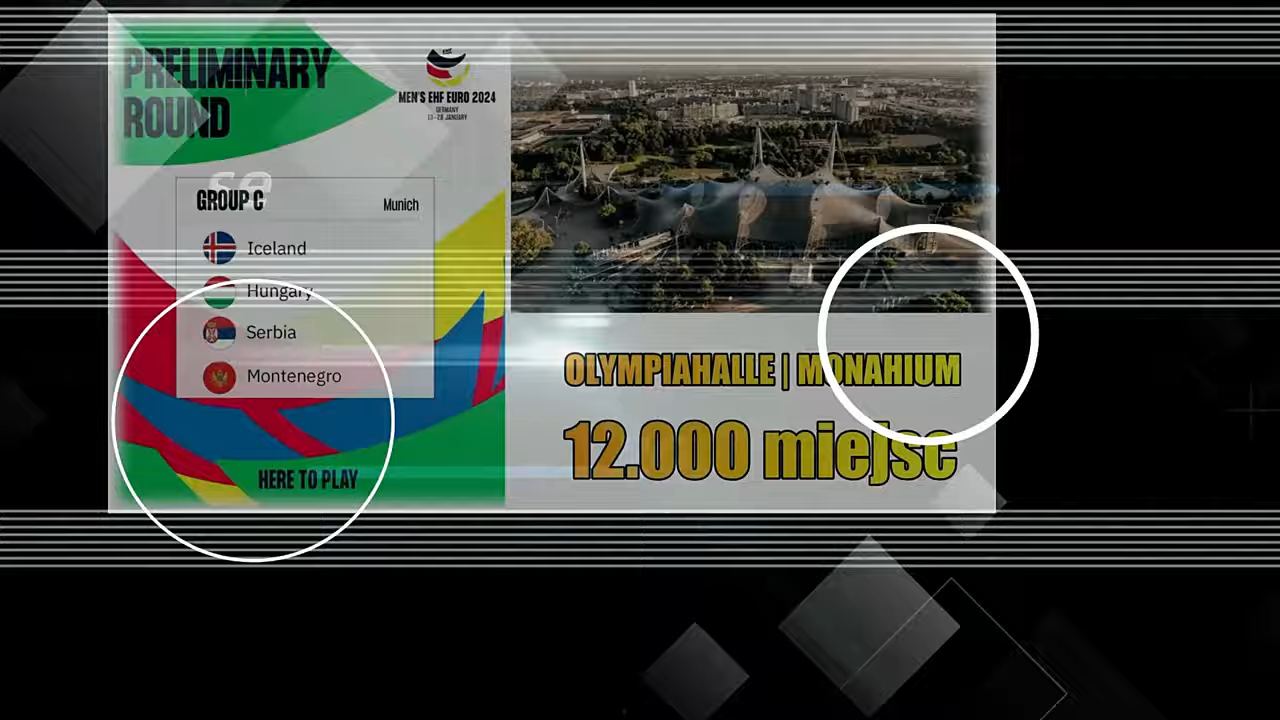 PRELIMINARY
ROUND
MEN'S EHF EURO 2024
GERMANY
GROUP C
Munich
Iceland
Hungary
Serbia
Montenegro
HERE TO PLAY
OLYMPIAHALLE | MONAHIUM
12.000 miejsc